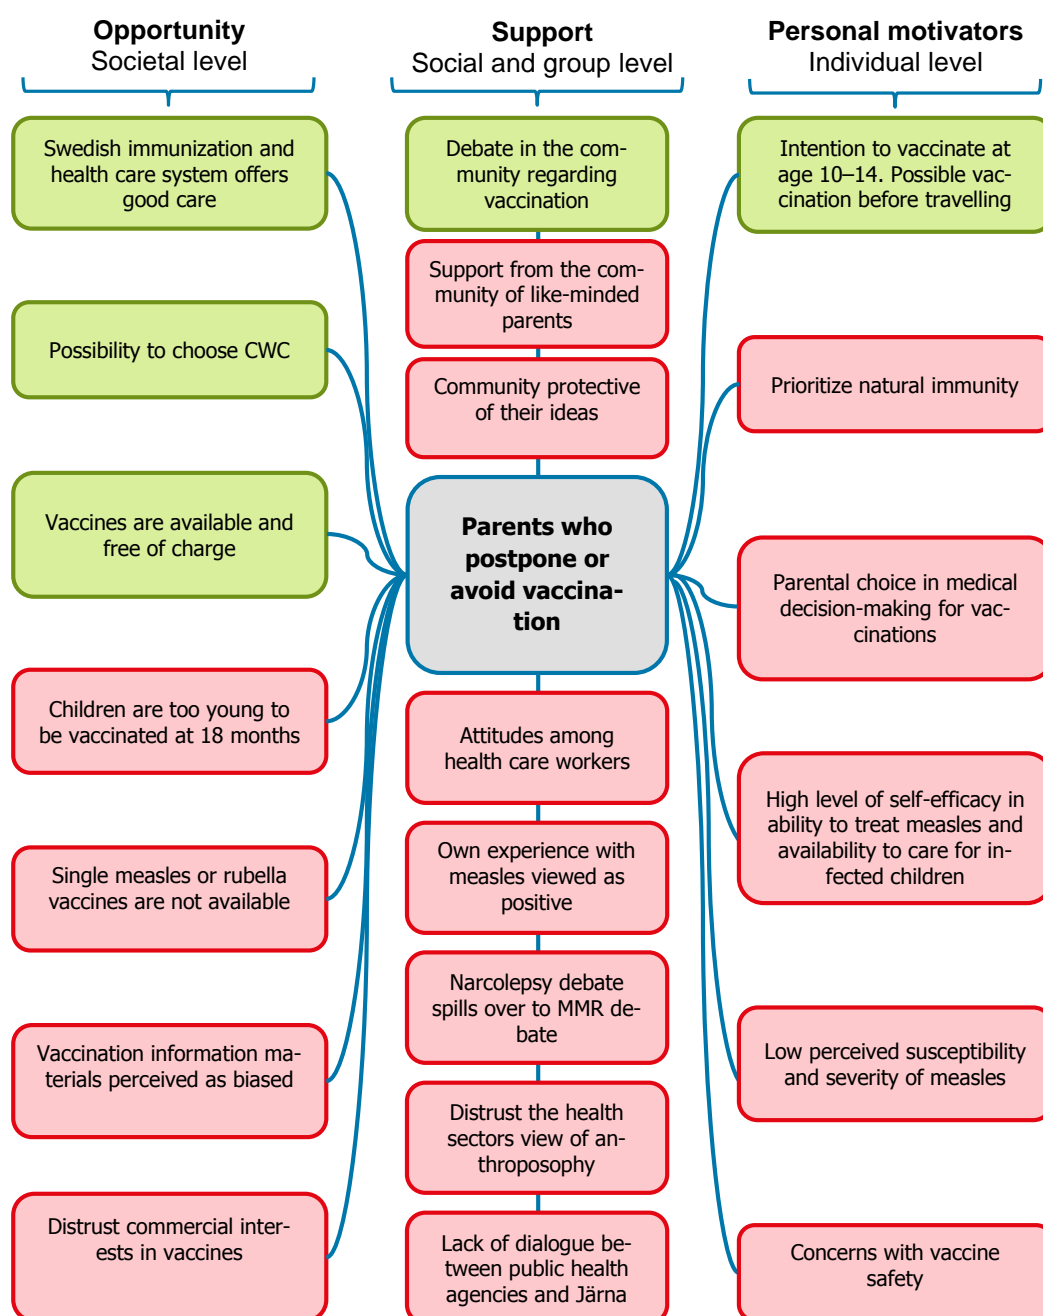 Opportunity
Societal level
Swedish immunization and
health care system offers
good care
Possibility to choose CWC
Vaccines are available and
free of charge
Children are too young to
be vaccinated at 18 months
Single measles or rubella
vaccines are not available
Vaccination information ma-
terials perceived as biased
Distrust commercial inter-
ests in vaccines
Support
Social and group level
Debate in the com-
munity regarding
vaccination
Support from the com-
munity of like-minded
parents
Community protective
of their ideas
Parents who
postpone or
avoid vaccina-
tion
Attitudes among
health care workers
Own experience with
measles viewed as
positive
Narcolepsy debate
spills over to MMR de-
bate
Distrust the health
sectors view of an-
throposophy
Lack of dialogue be-
tween public health
agencies and Järna
Personal motivators
Individual level
Intention to vaccinate at
age 10–14. Possible vac-
cination before travelling
Prioritize natural immunity
Parental choice in medical
decision-making for vac-
cinations
High level of self-efficacy in
ability to treat measles and
availability to care for in-
fected children
Low perceived susceptibility
and severity of measles
Concerns with vaccine
safety